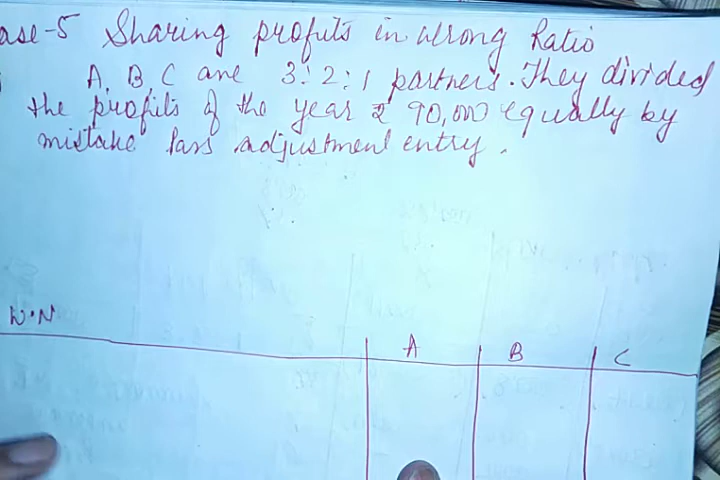 ase-5 Sharing profits in wrong Ratio
A, B, C are 3:2:1 partners. They divided
the profits of the year ₹ 90,000 equally by
mistake Pass adjustment entry.
W.N
A B C